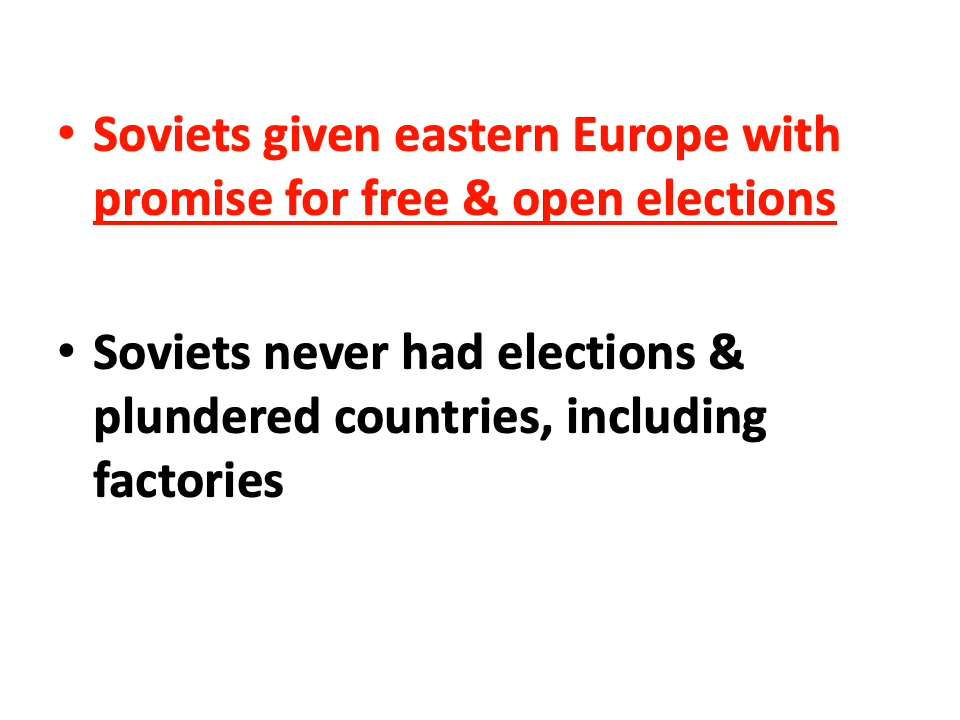 • Soviets given eastern Europe with
promise for free & open elections
• Soviets never had elections &
plundered countries, including
factories